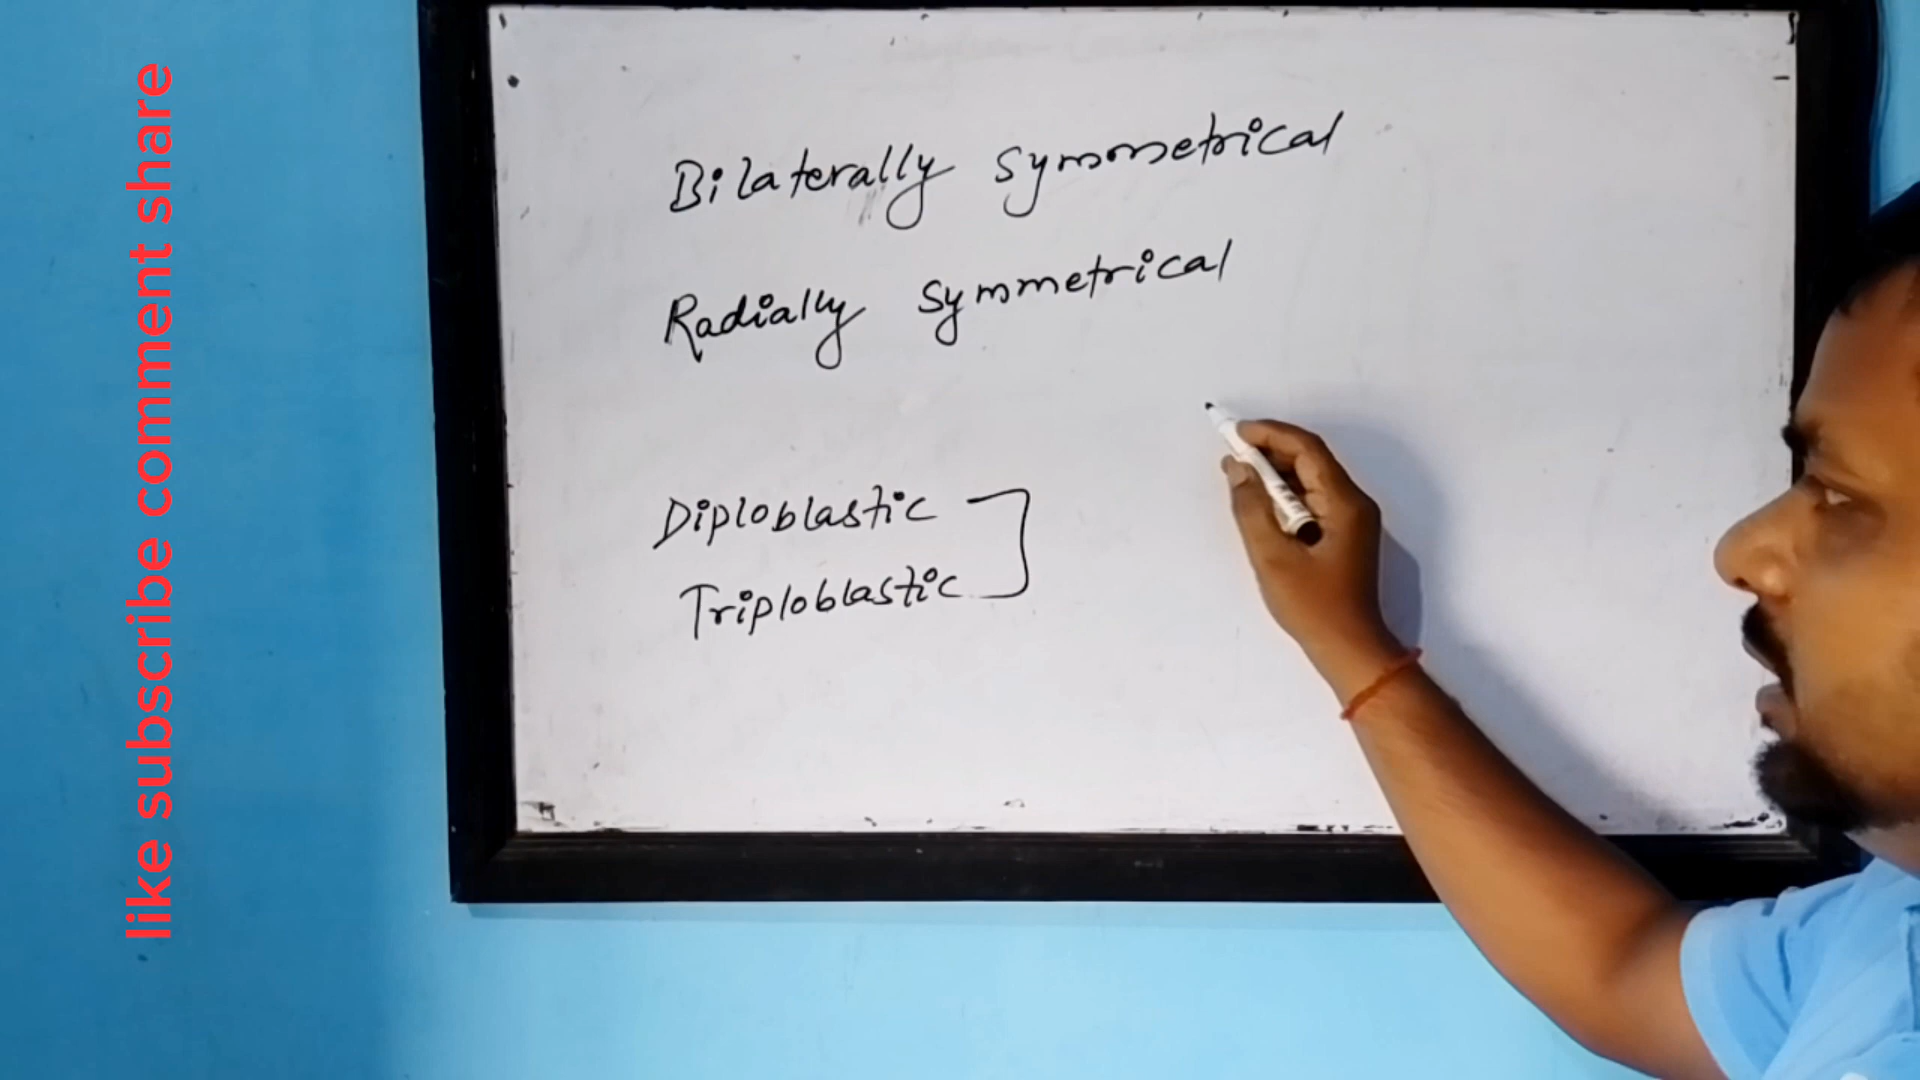 like subscribe comment share
Bilaterally symmetrical
Radially symmetrical
Diploblastic
Triploblastic